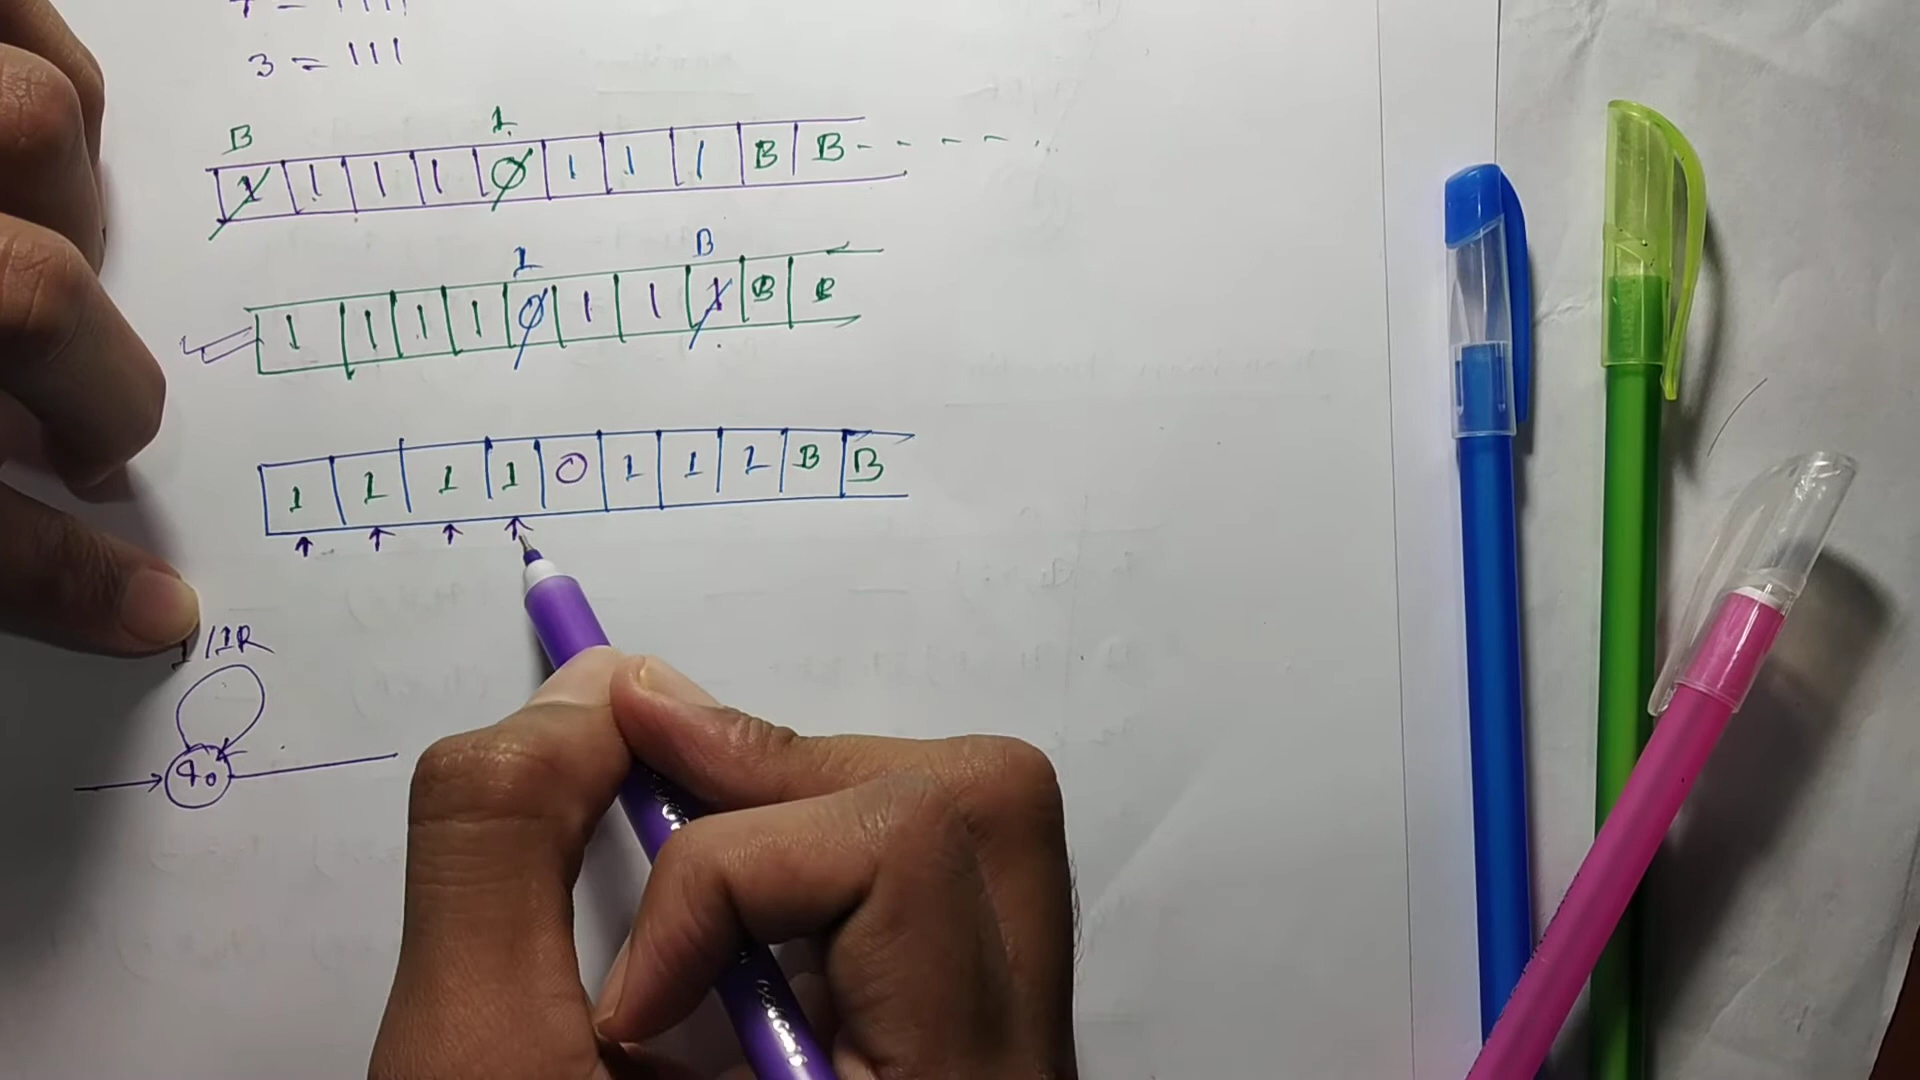 3 = 111
B 1
1 1 1 1 0 1 1 1 B B - - - - .
1 B
1 1 1 1 0 1 1 1 B B
1 1 1 1 0 1 1 1 B B
↑ ↑ ↑ ↑
1/1R
q0